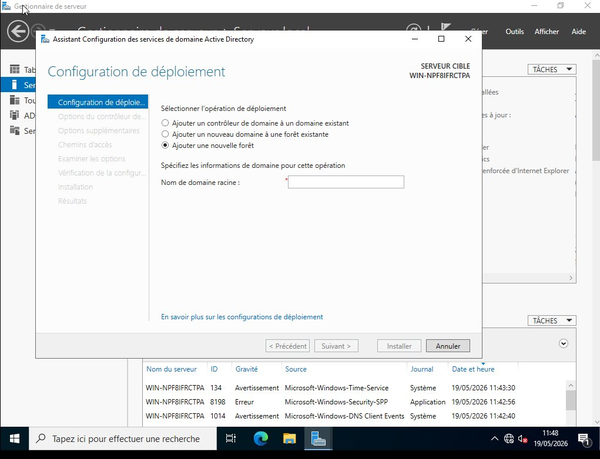 Gestionnaire de serveur
Gérer
Outils
Afficher
Aide
Assistant Configuration des services de domaine Active Directory
Configuration de déploiement
SERVEUR CIBLE
WIN-NPF8IFRCTPA
TÂCHES
Tab
Ser
Tou
AD
Ser
Configuration de déploie...
Options du contrôleur de...
Options supplémentaires
Chemins d'accès
Examiner les options
Vérification de la configur...
Installation
Résultats
Sélectionner l'opération de déploiement
Ajouter un contrôleur de domaine à un domaine existant
Ajouter un nouveau domaine à une forêt existante
Ajouter une nouvelle forêt
Spécifiez les informations de domaine pour cette opération
Nom de domaine racine :
*
allées
s à jour :
enforcée d'Internet Explorer
En savoir plus sur les configurations de déploiement
< Précédent
Suivant >
Installer
Annuler
TÂCHES
Nom du serveur ID Gravité Source Journal Date et heure
WIN-NPF8IFRCTPA 134 Avertissement Microsoft-Windows-Time-Service Système 19/05/2026 11:43:30
WIN-NPF8IFRCTPA 8198 Erreur Microsoft-Windows-Security-SPP Application 19/05/2026 11:42:56
WIN-NPF8IFRCTPA 1014 Avertissement Microsoft-Windows-DNS Client Events Système 19/05/2026 11:42:40
Tapez ici pour effectuer une recherche
11:48
19/05/2026
1